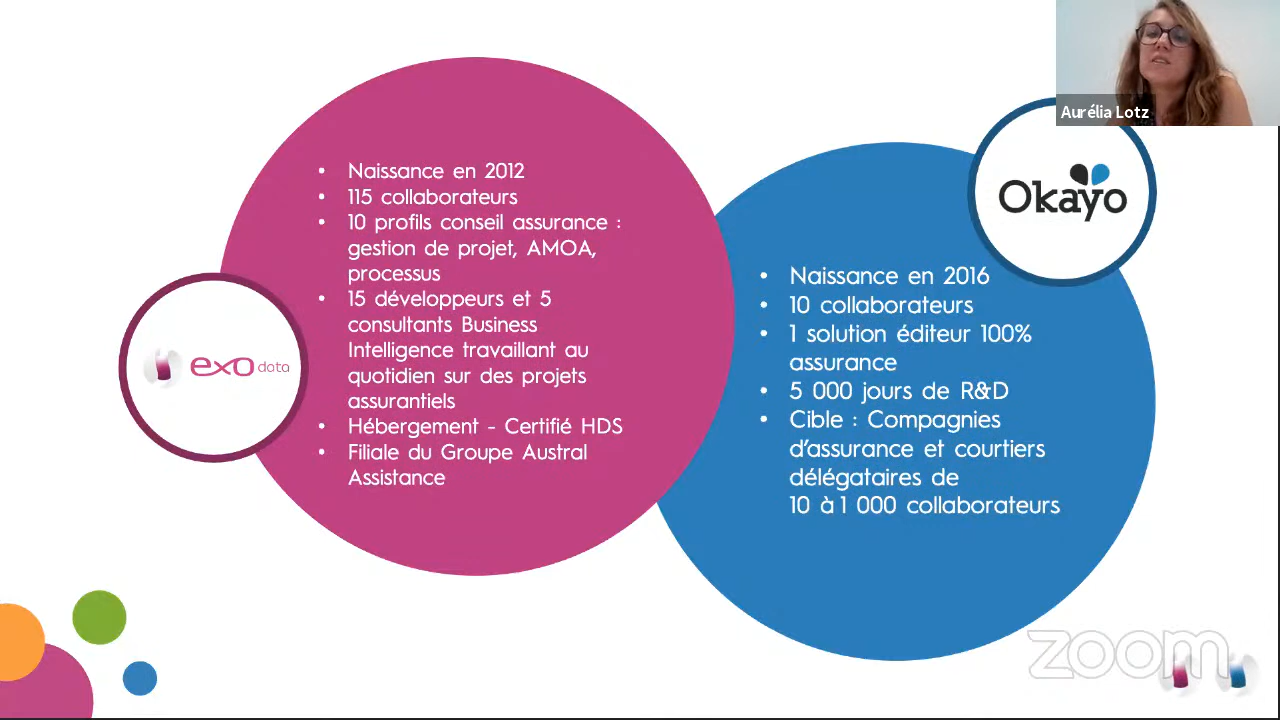 Aurélia Lotz
• Naissance en 2012
• 115 collaborateurs
• 10 profils conseil assurance :
gestion de projet, AMOA,
processus
• 15 développeurs et 5
consultants Business
Intelligence travaillant au
quotidien sur des projets
assurantiels
• Hébergement - Certifié HDS
• Filiale du Groupe Austral
Assistance
exo data
Okayo
• Naissance en 2016
• 10 collaborateurs
• 1 solution éditeur 100%
assurance
• 5 000 jours de R&D
• Cible : Compagnies
d'assurance et courtiers
délégataires de
10 à 1 000 collaborateurs
zoom